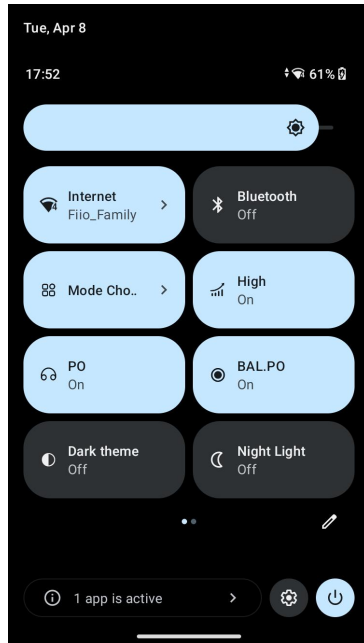 Tue, Apr 8
17:52 61%
Internet
Fiio_Family
Bluetooth
Off
Mode Cho..
High
On
PO
On
BAL.PO
On
Dark theme
Off
Night Light
Off
1 app is active